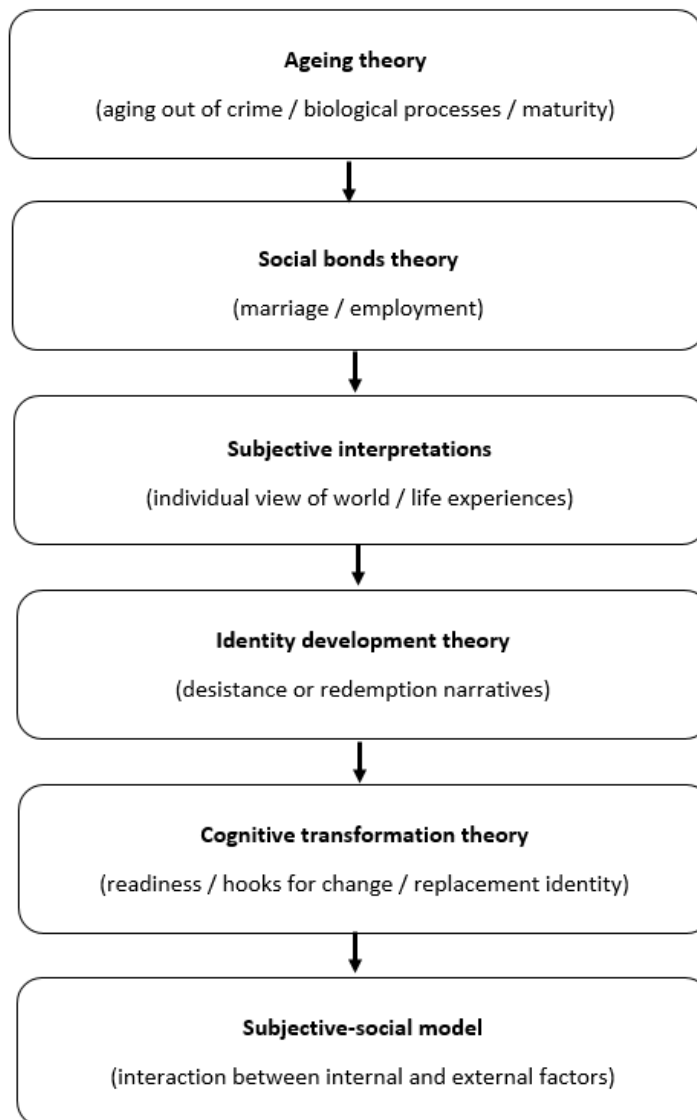 Ageing theory
(aging out of crime / biological processes / maturity)
Social bonds theory
(marriage / employment)
Subjective interpretations
(individual view of world / life experiences)
Identity development theory
(desistance or redemption narratives)
Cognitive transformation theory
(readiness / hooks for change / replacement identity)
Subjective-social model
(interaction between internal and external factors)